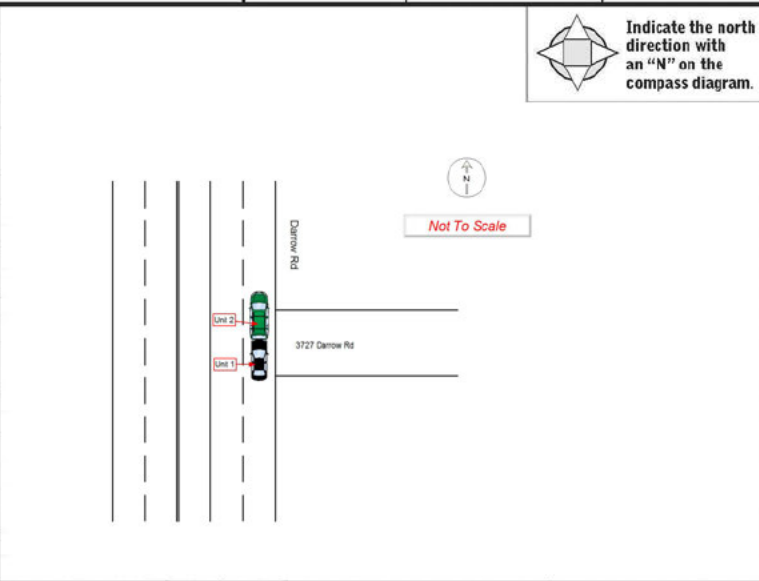 Indicate the north
direction with
an “N” on the
compass diagram.
N
Not To Scale
Darrow Rd
Unit 2
3727 Darrow Rd
Unit 1